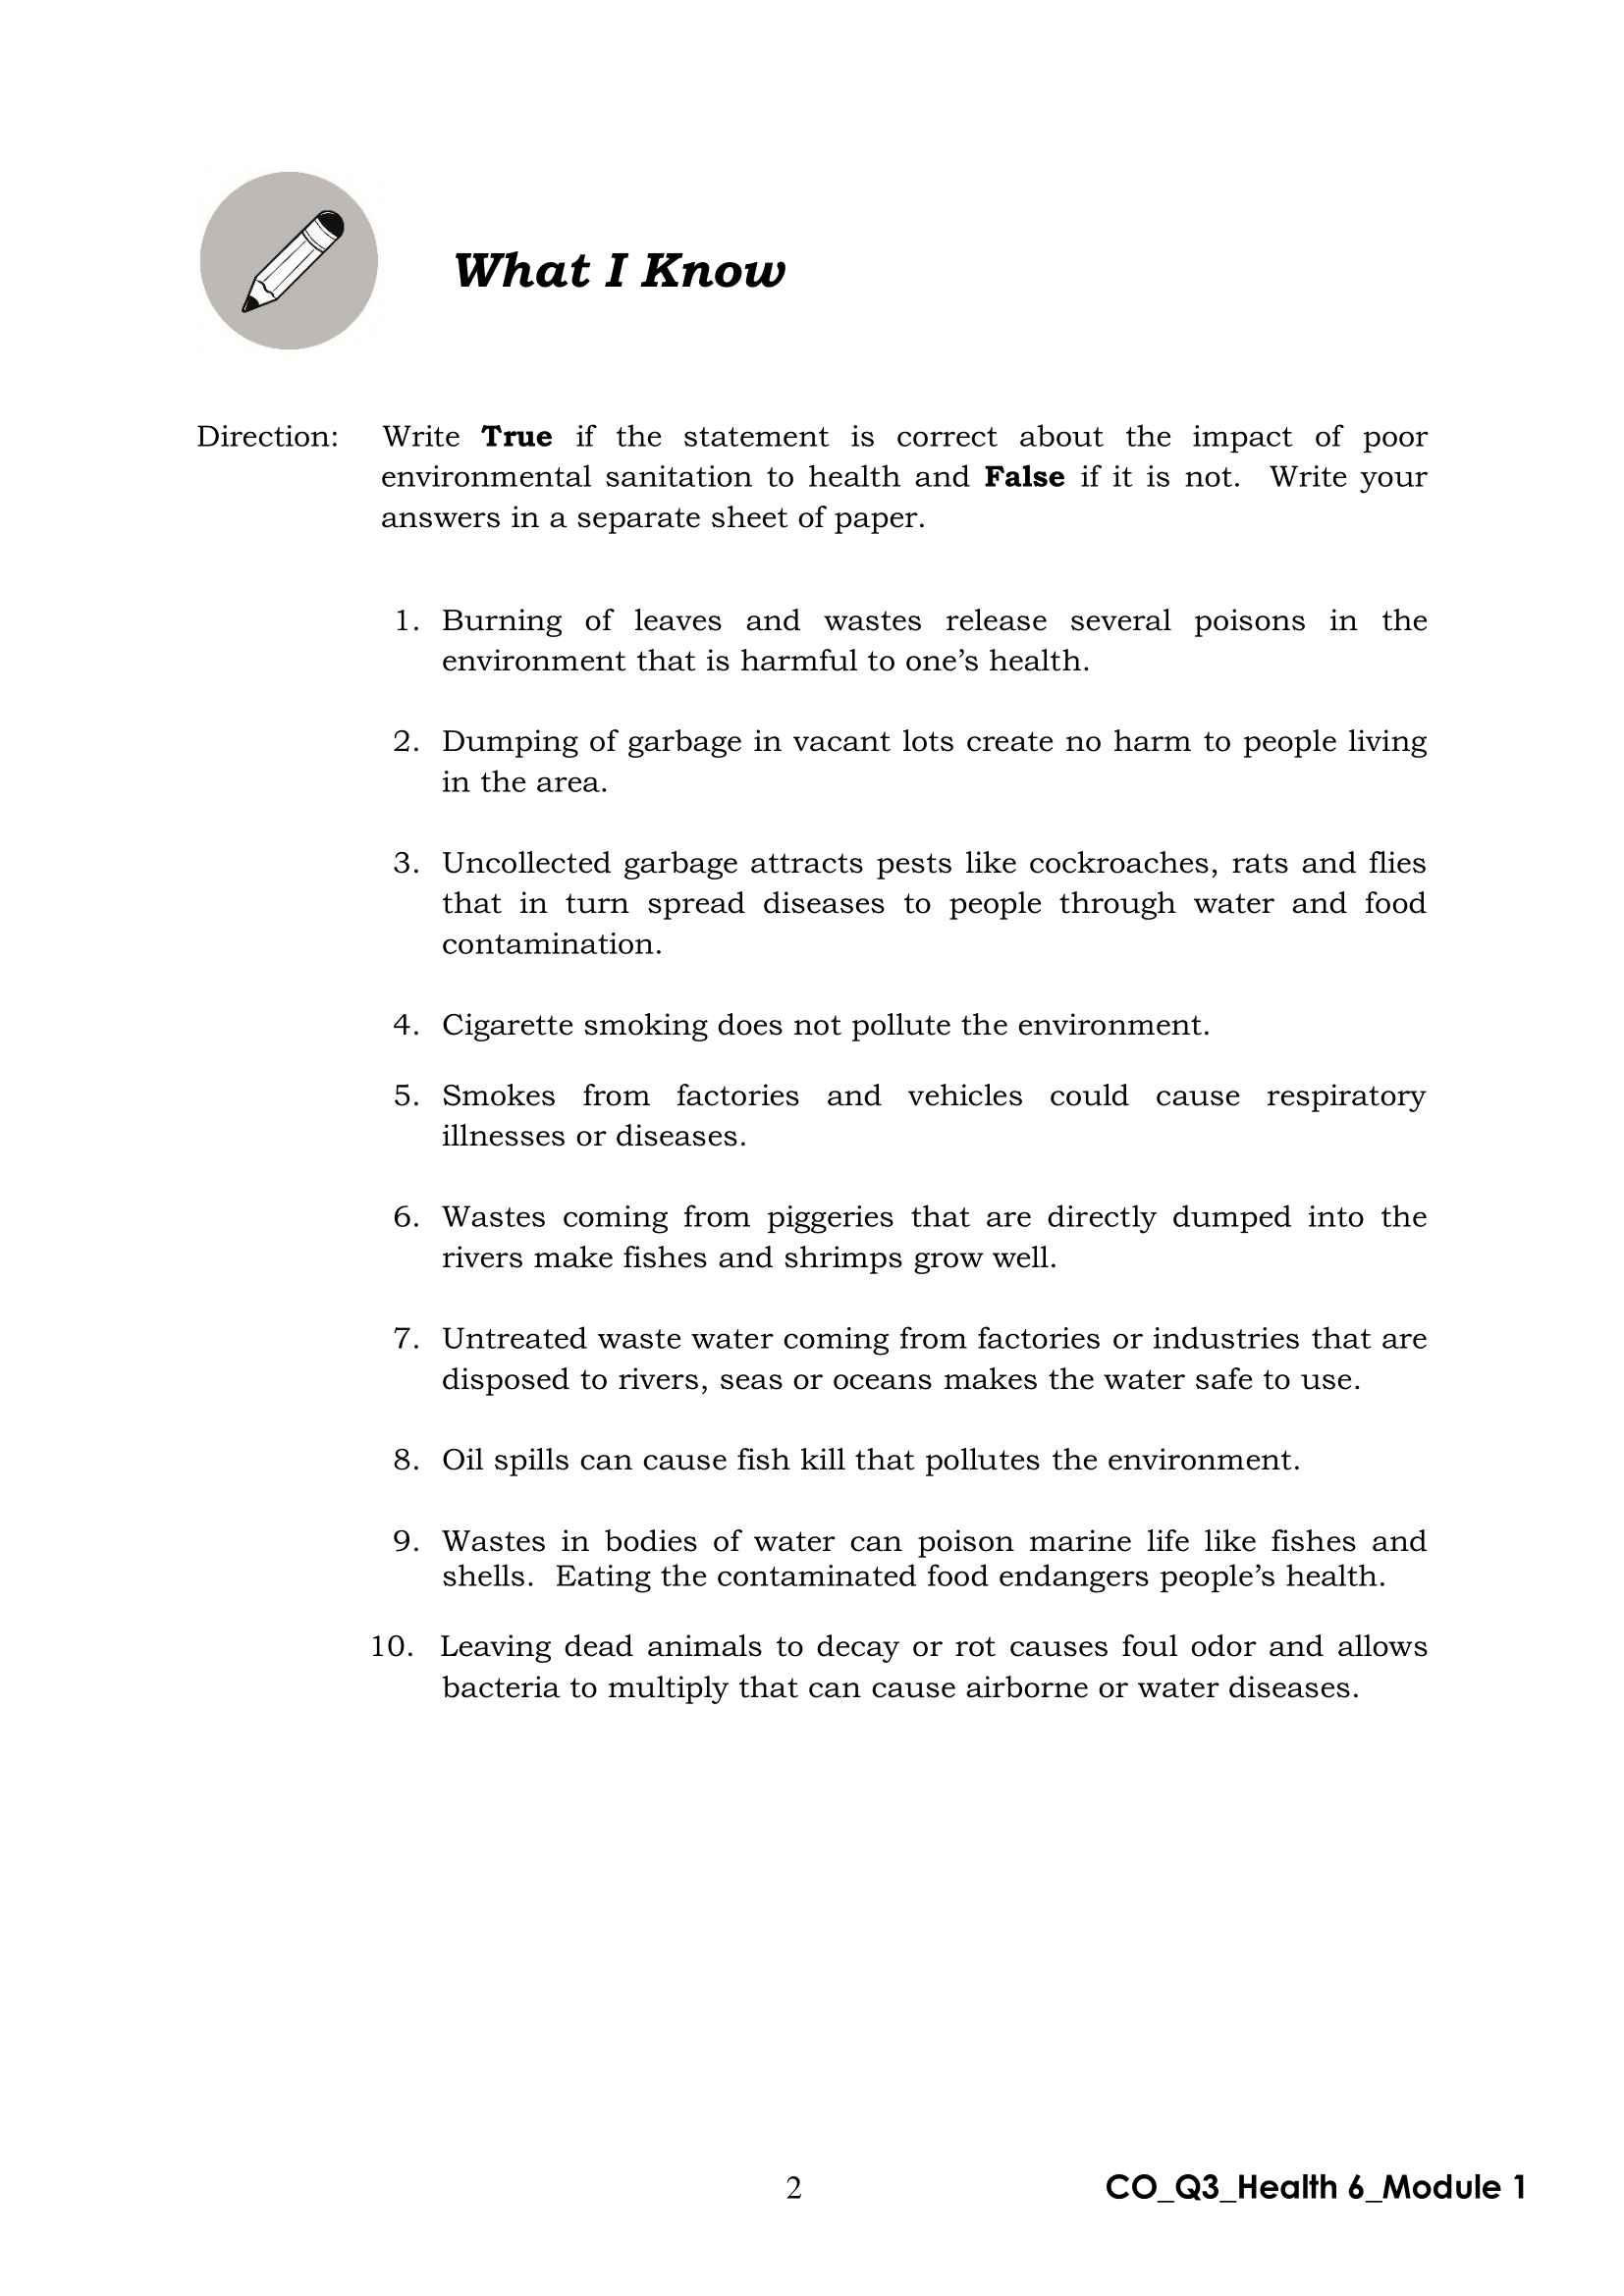 What I Know
Direction: Write True if the statement is correct about the impact of poor
environmental sanitation to health and False if it is not. Write your
answers in a separate sheet of paper.
1. Burning of leaves and wastes release several poisons in the
environment that is harmful to one’s health.
2. Dumping of garbage in vacant lots create no harm to people living
in the area.
3. Uncollected garbage attracts pests like cockroaches, rats and flies
that in turn spread diseases to people through water and food
contamination.
4. Cigarette smoking does not pollute the environment.
5. Smokes from factories and vehicles could cause respiratory
illnesses or diseases.
6. Wastes coming from piggeries that are directly dumped into the
rivers make fishes and shrimps grow well.
7. Untreated waste water coming from factories or industries that are
disposed to rivers, seas or oceans makes the water safe to use.
8. Oil spills can cause fish kill that pollutes the environment.
9. Wastes in bodies of water can poison marine life like fishes and
shells. Eating the contaminated food endangers people’s health.
10. Leaving dead animals to decay or rot causes foul odor and allows
bacteria to multiply that can cause airborne or water diseases.
2 CO_Q3_Health 6_Module 1